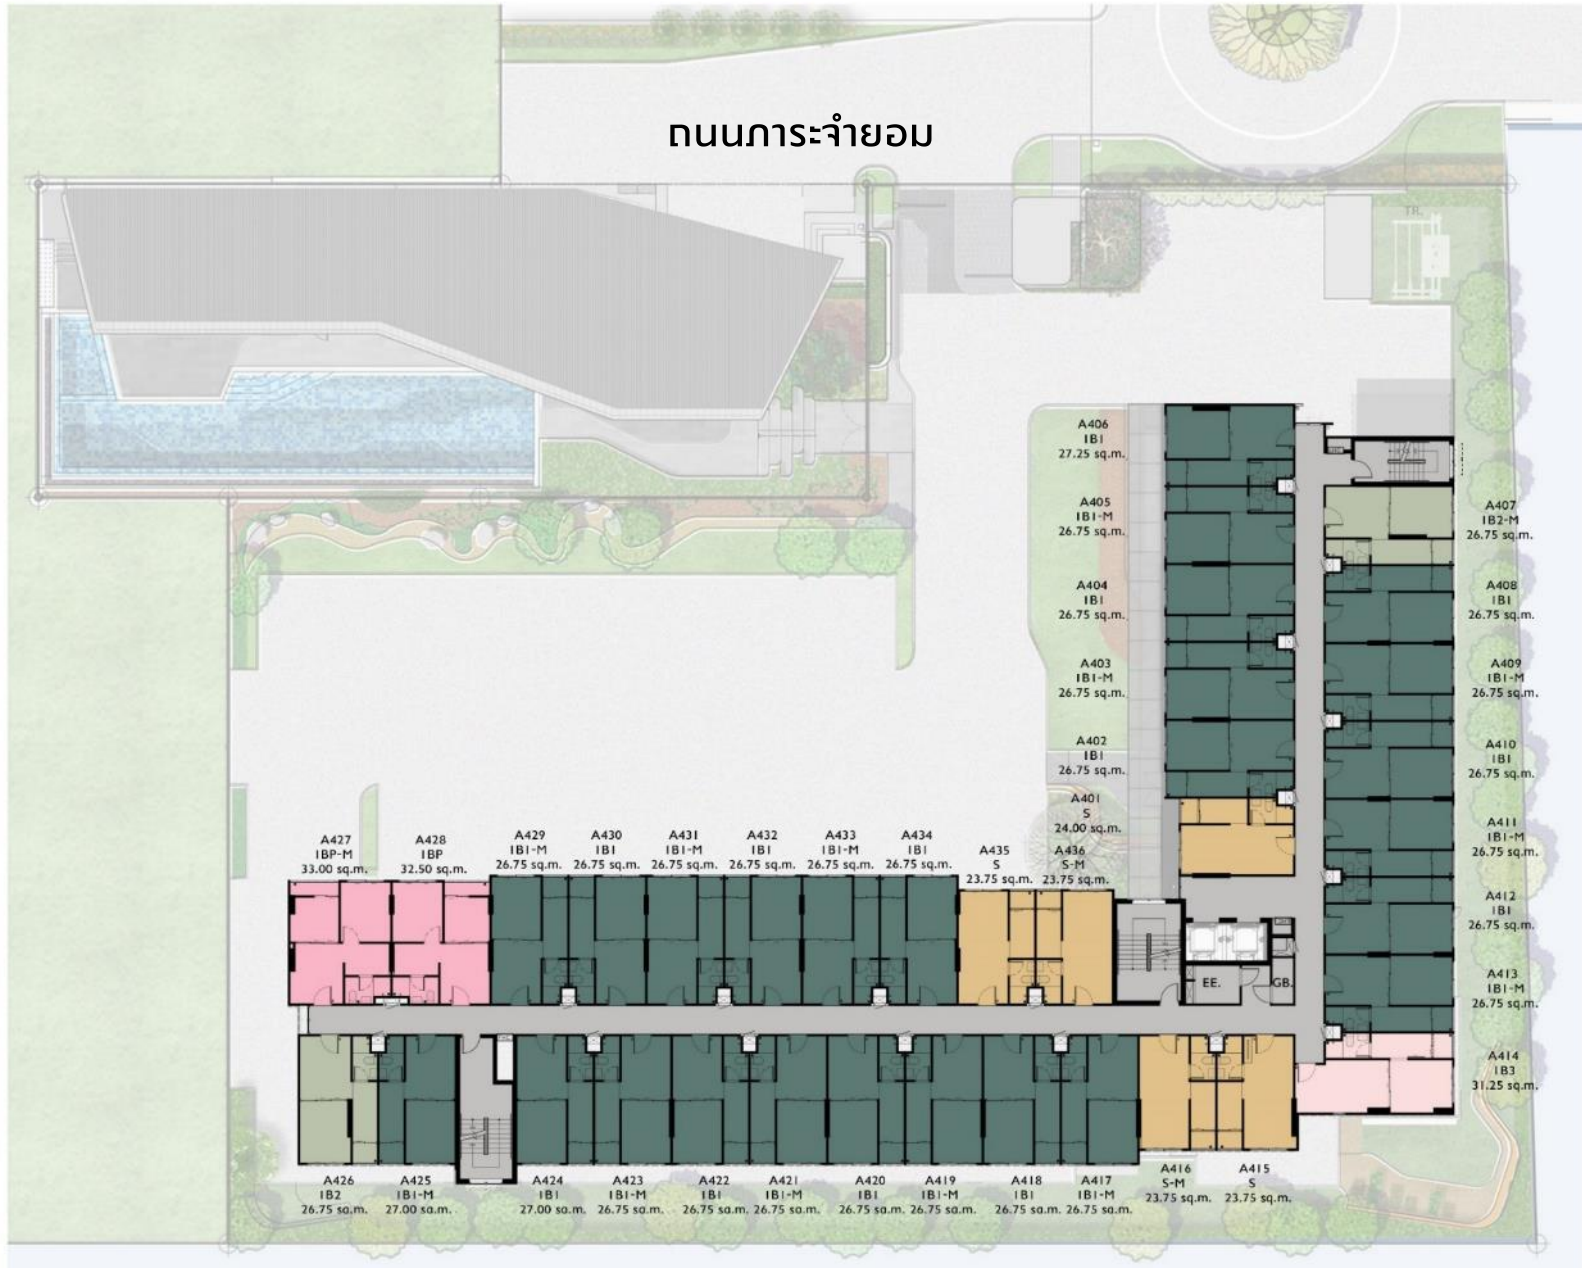 ถนนภาระจำยอม
TR.
A406
1B1
27.25 sq.m.
A405
1B1-M
26.75 sq.m.
A404
1B1
26.75 sq.m.
A403
1B1-M
26.75 sq.m.
A402
1B1
26.75 sq.m.
A401
S
24.00 sq.m.
A407
1B2-M
26.75 sq.m.
A408
1B1
26.75 sq.m.
A409
1B1-M
26.75 sq.m.
A410
1B1
26.75 sq.m.
A411
1B1-M
26.75 sq.m.
A412
1B1
26.75 sq.m.
A413
1B1-M
26.75 sq.m.
A414
1B3
31.25 sq.m.
A427
1BP-M
33.00 sq.m.
A428
1BP
32.50 sq.m.
A429
1B1-M
26.75 sq.m.
A430
1B1
26.75 sq.m.
A431
1B1-M
26.75 sq.m.
A432
1B1
26.75 sq.m.
A433
1B1-M
26.75 sq.m.
A434
1B1
26.75 sq.m.
A435
S
23.75 sq.m.
A436
S-M
23.75 sq.m.
EE.
GB.
A426
1B2
26.75 sq.m.
A425
1B1-M
27.00 sq.m.
A424
1B1
27.00 sq.m.
A423
1B1-M
26.75 sq.m.
A422
1B1
26.75 sq.m.
A421
1B1-M
26.75 sq.m.
A420
1B1
26.75 sq.m.
A419
1B1-M
26.75 sq.m.
A418
1B1
26.75 sq.m.
A417
1B1-M
26.75 sq.m.
A416
S-M
23.75 sq.m.
A415
S
23.75 sq.m.